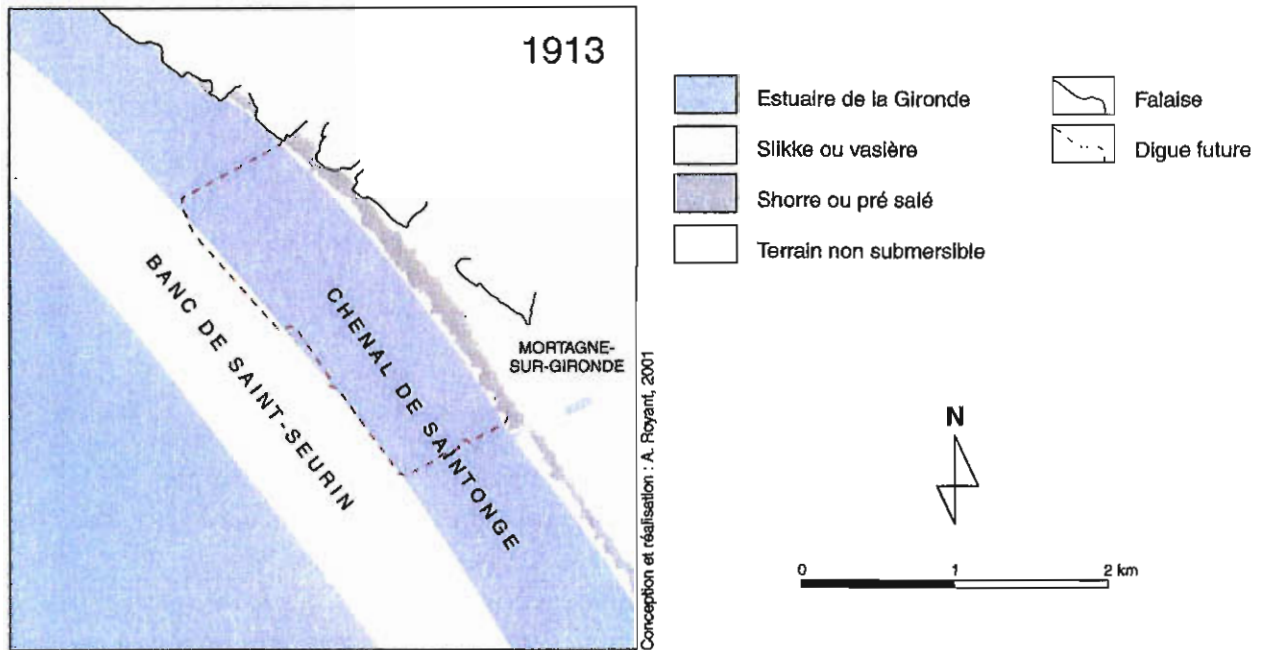 1913
BANC DE SAINT-SEURIN
CHENAL DE SAINTONGE
MORTAGNE-
SUR-GIRONDE
Conception et réalisation : A. Royant, 2001
Estuaire de la Gironde
Slikke ou vasière
Shorre ou pré salé
Terrain non submersible
Falaise
Digue future
N
0 1 2 km